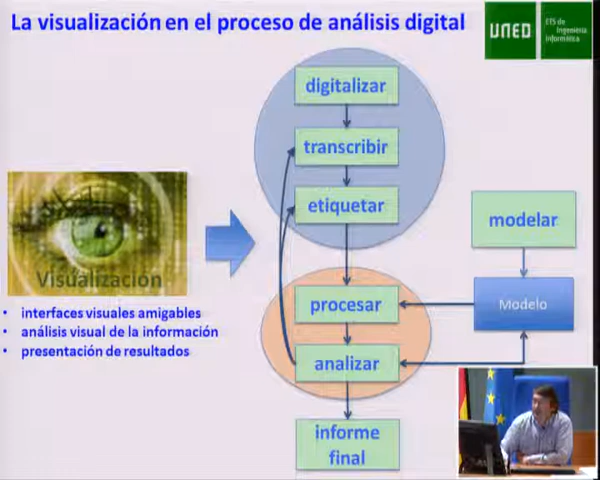 La visualización en el proceso de análisis digital
UNED
ETS de
Ingeniería
Informática
digitalizar
transcribir
etiquetar
modelar
Visualización
procesar
Modelo
interfaces visuales amigables
análisis visual de la información
presentación de resultados
analizar
informe
final